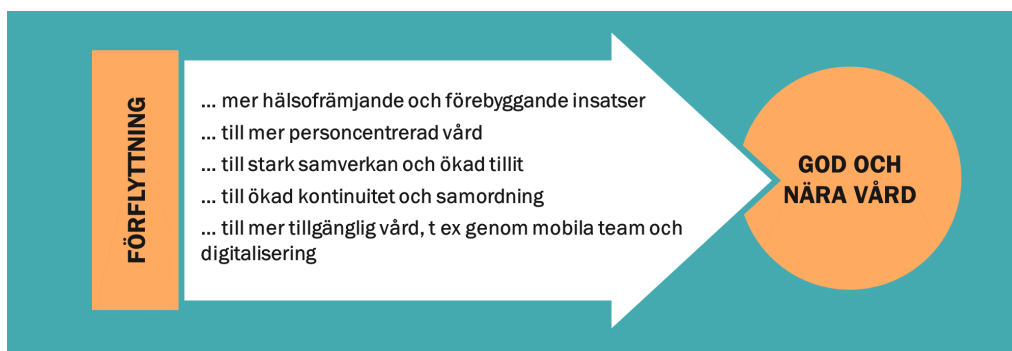 FÖRFLYTTNING
... mer hälsofrämjande och förebyggande insatser
... till mer personcentrerad vård
... till stark samverkan och ökad tillit
... till ökad kontinuitet och samordning
... till mer tillgänglig vård, t ex genom mobila team och
digitalisering
GOD OCH
NÄRA VÅRD